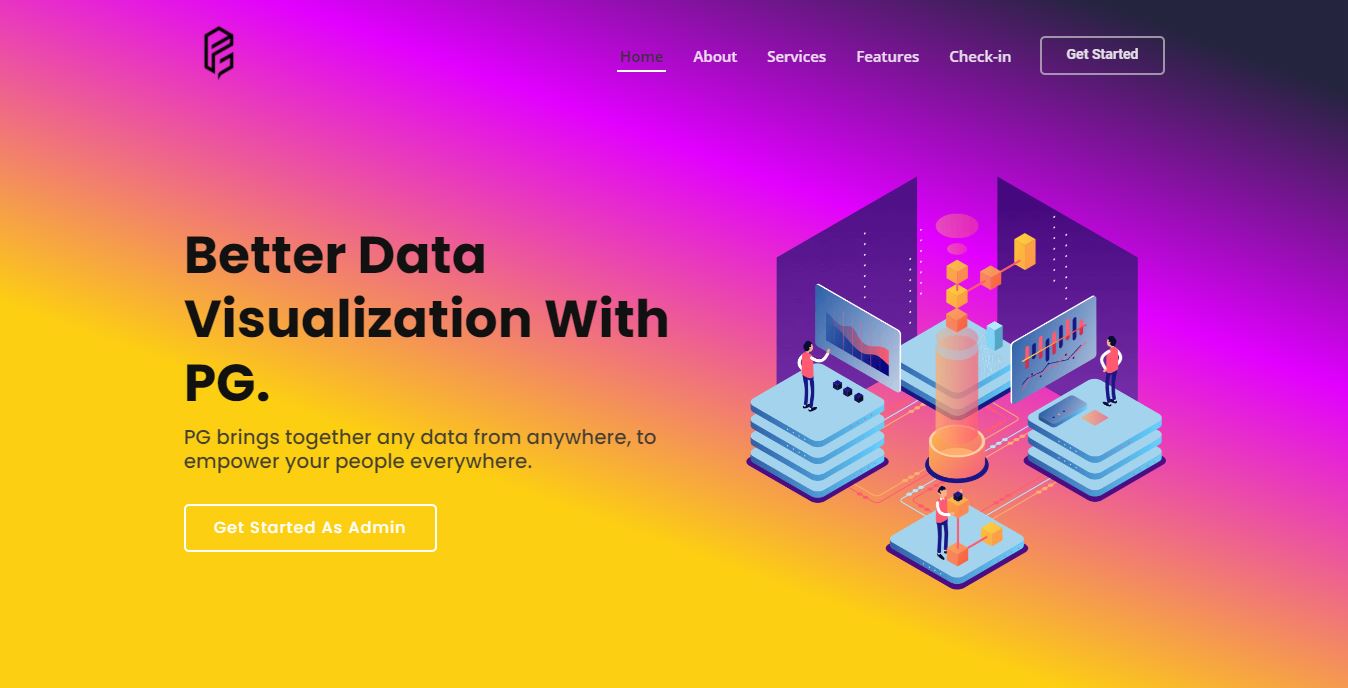 Home About Services Features Check-in Get Started
Better Data
Visualization With
PG.
PG brings together any data from anywhere, to
empower your people everywhere.
Get Started As Admin